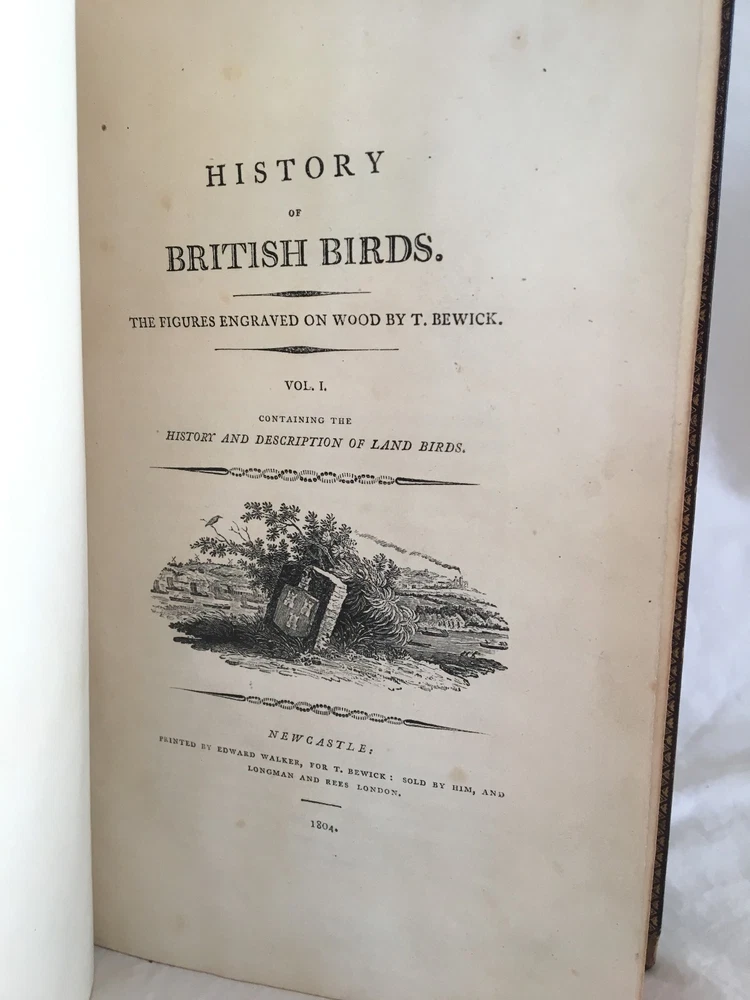 HISTORY
OF
BRITISH BIRDS.
THE FIGURES ENGRAVED ON WOOD BY T. BEWICK.
VOL. I.
CONTAINING THE
HISTORY AND DESCRIPTION OF LAND BIRDS.
NEWCASTLE:
PRINTED BY EDWARD WALKER, FOR T. BEWICK: SOLD BY HIM, AND
LONGMAN AND REES LONDON.
1804.